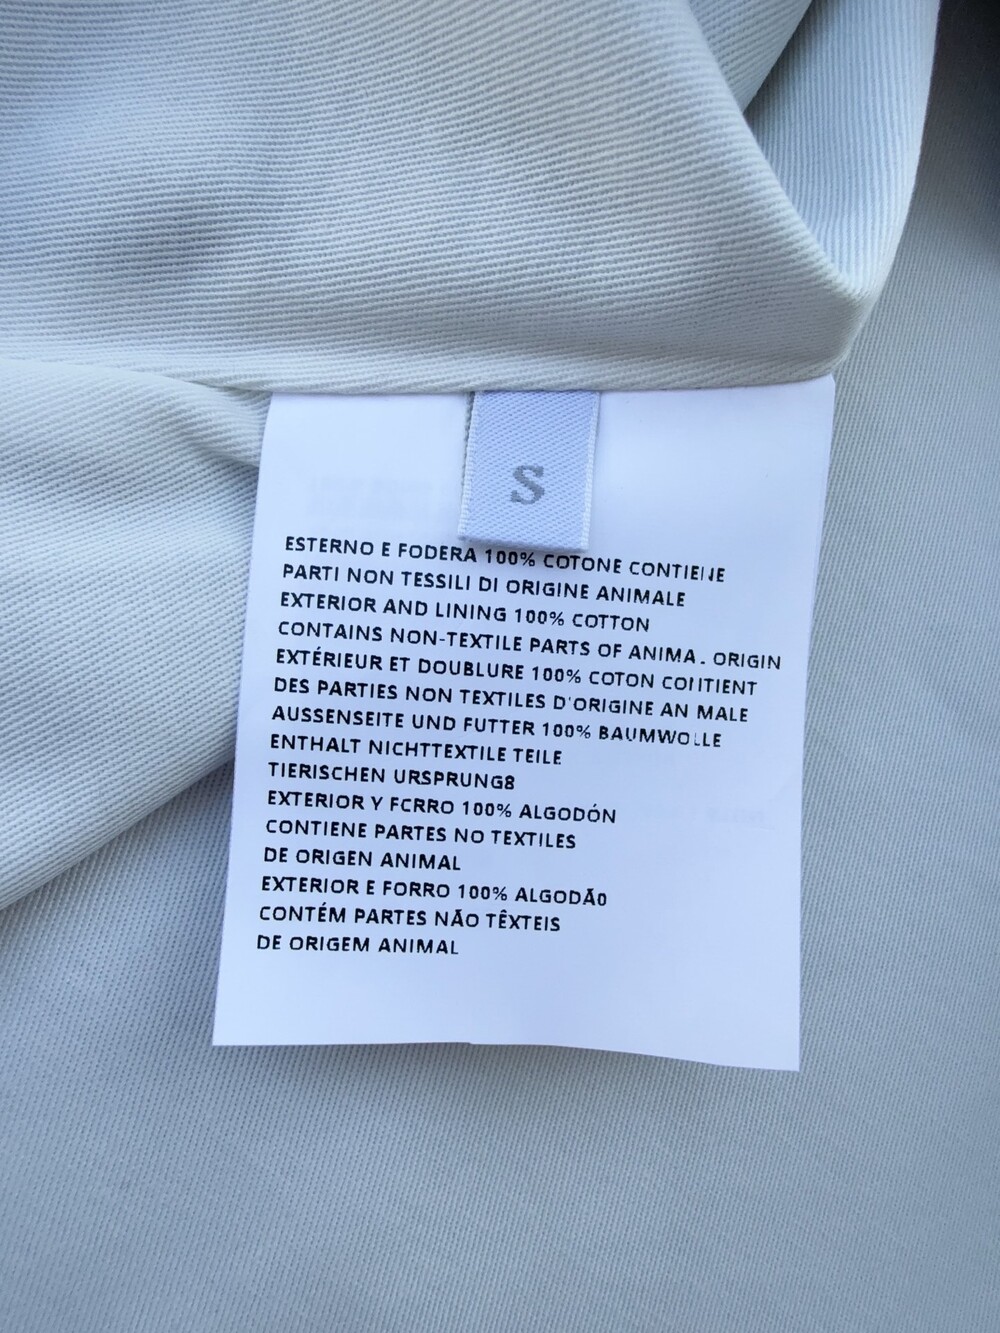 S
ESTERNO E FODERA 100% COTONE CONTIENE
PARTI NON TESSILI DI ORIGINE ANIMALE
EXTERIOR AND LINING 100% COTTON
CONTAINS NON-TEXTILE PARTS OF ANIMA. ORIGIN
EXTÉRIEUR ET DOUBLURE 100% COTON CONTIENT
DES PARTIES NON TEXTILES D'ORIGINE AN MALE
AUSSENSEITE UND FUTTER 100% BAUMWOLLE
ENTHALT NICHTTEXTILE TEILE
TIERISCHEN URSPRUNG8
EXTERIOR Y FCRRO 100% ALGODÓN
CONTIENE PARTES NO TEXTILES
DE ORIGEN ANIMAL
EXTERIOR E FORRO 100% ALGODÃO
CONTÉM PARTES NÃO TÊXTEIS
DE ORIGEM ANIMAL